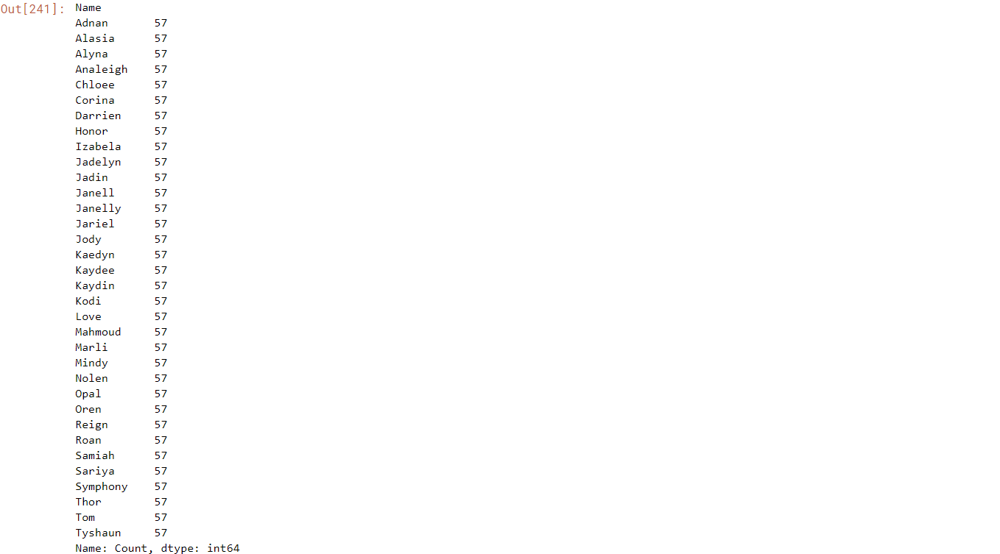 Out[241]: Name
Adnan 57
Alasia 57
Alyna 57
Analeigh 57
Chloee 57
Corina 57
Darrien 57
Honor 57
Izabela 57
Jadelyn 57
Jadin 57
Janell 57
Janelly 57
Jariel 57
Jody 57
Kaedyn 57
Kaydee 57
Kaydin 57
Kodi 57
Love 57
Mahmoud 57
Marli 57
Mindy 57
Nolen 57
Opal 57
Oren 57
Reign 57
Roan 57
Samiah 57
Sariya 57
Symphony 57
Thor 57
Tom 57
Tyshaun 57
Name: Count, dtype: int64